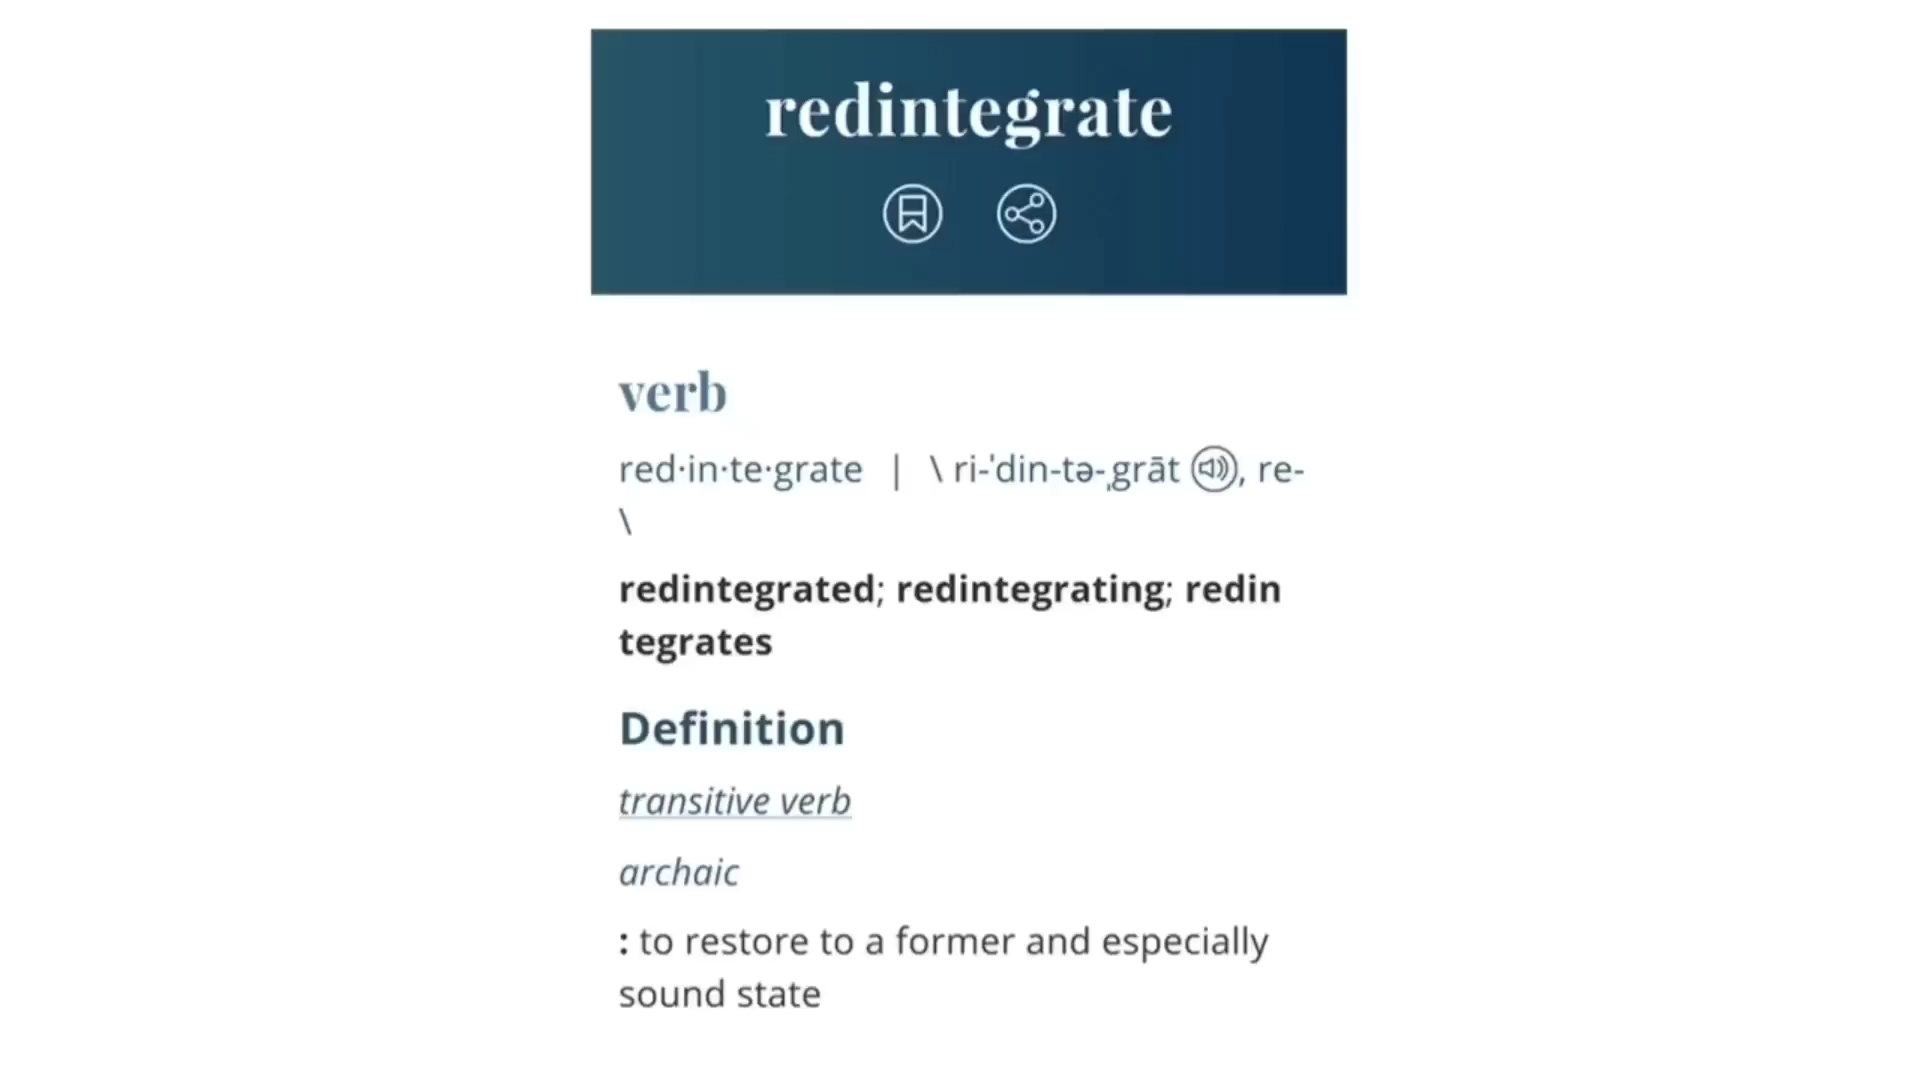 redintegrate
verb
red·in·te·grate | \ ri-ˈdin-tə-ˌgrāt , re-
\
redintegrated; redintegrating; redin
tegrates
Definition
transitive verb
archaic
: to restore to a former and especially
sound state